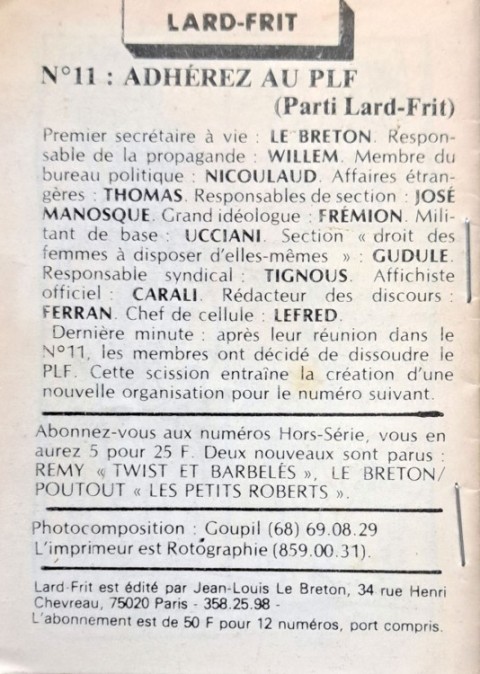 LARD-FRIT
N°11 : ADHÉREZ AU PLF
(Parti Lard-Frit)
Premier secrétaire à vie : LE BRETON. Respon-
sable de la propagande : WILLEM. Membre du
bureau politique : NICOULAUD. Affaires étran-
gères : THOMAS. Responsables de section : JOSÉ
MANOSQUE. Grand idéologue : FRÉMION. Mili-
tant de base : UCCIANI. Section « droit des
femmes à disposer d'elles-mêmes » : GUDULE.
Responsable syndical : TIGNOUS. Affichiste
officiel : CARALI. Rédacteur des discours :
FERRAN. Chef de cellule : LEFRED.
Dernière minute : après leur réunion dans le
N°11, les membres ont décidé de dissoudre le
PLF. Cette scission entraîne la création d'une
nouvelle organisation pour le numéro suivant.
Abonnez-vous aux numéros Hors-Série, vous en
aurez 5 pour 25 F. Deux nouveaux sont parus :
REMY « TWIST ET BARBELÉS », LE BRETON/
POUTOUT « LES PETITS ROBERTS ».
Photocomposition : Goupil (68) 69.08.29
L'imprimeur est Rotographie (859.00.31).
Lard-Frit est édité par Jean-Louis Le Breton, 34 rue Henri
Chevreau, 75020 Paris - 358.25.98 -
L'abonnement est de 50 F pour 12 numéros, port compris.